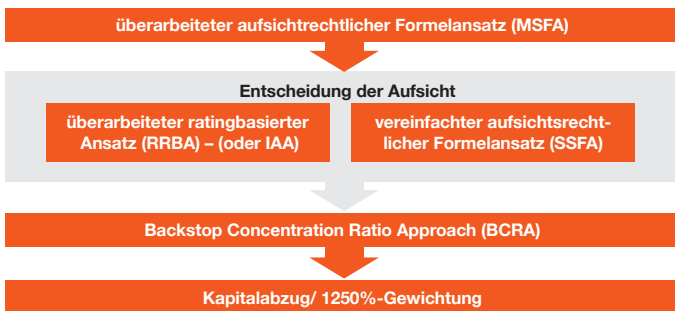 überarbeiteter aufsichtrechtlicher Formelansatz (MSFA)
Entscheidung der Aufsicht
überarbeiteter ratingbasierter
Ansatz (RRBA) – (oder IAA)
vereinfachter aufsichtsrecht-
licher Formelansatz (SSFA)
Backstop Concentration Ratio Approach (BCRA)
Kapitalabzug/ 1250%-Gewichtung